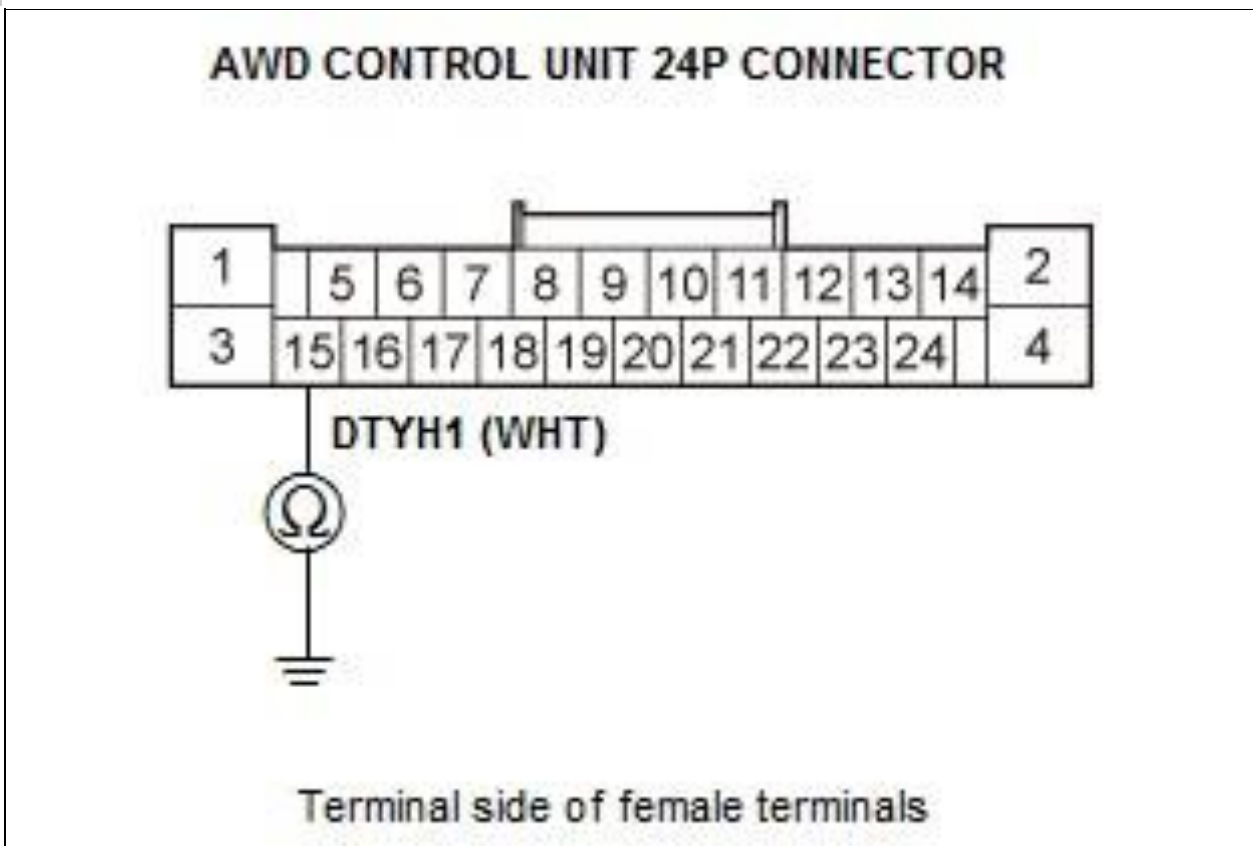 AWD CONTROL UNIT 24P CONNECTOR
1 5 6 7 8 9 10 11 12 13 14 2
3 15 16 17 18 19 20 21 22 23 24 4
DTYH1 (WHT)
Ω
Terminal side of female terminals